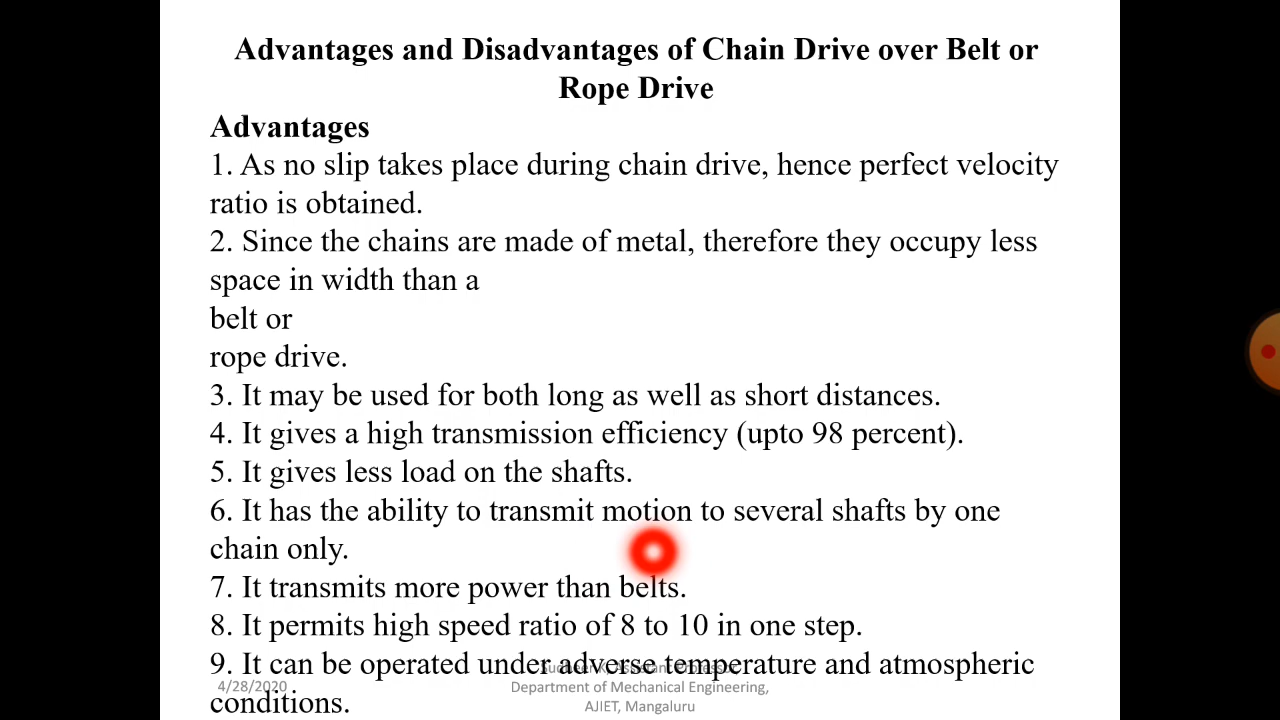 Advantages and Disadvantages of Chain Drive over Belt or
Rope Drive
Advantages
1. As no slip takes place during chain drive, hence perfect velocity
ratio is obtained.
2. Since the chains are made of metal, therefore they occupy less
space in width than a
belt or
rope drive.
3. It may be used for both long as well as short distances.
4. It gives a high transmission efficiency (upto 98 percent).
5. It gives less load on the shafts.
6. It has the ability to transmit motion to several shafts by one
chain only.
7. It transmits more power than belts.
8. It permits high speed ratio of 8 to 10 in one step.
9. It can be operated under adverse temperature and atmospheric
conditions.
4/28/2020
Department of Mechanical Engineering,
AJIET, Mangaluru